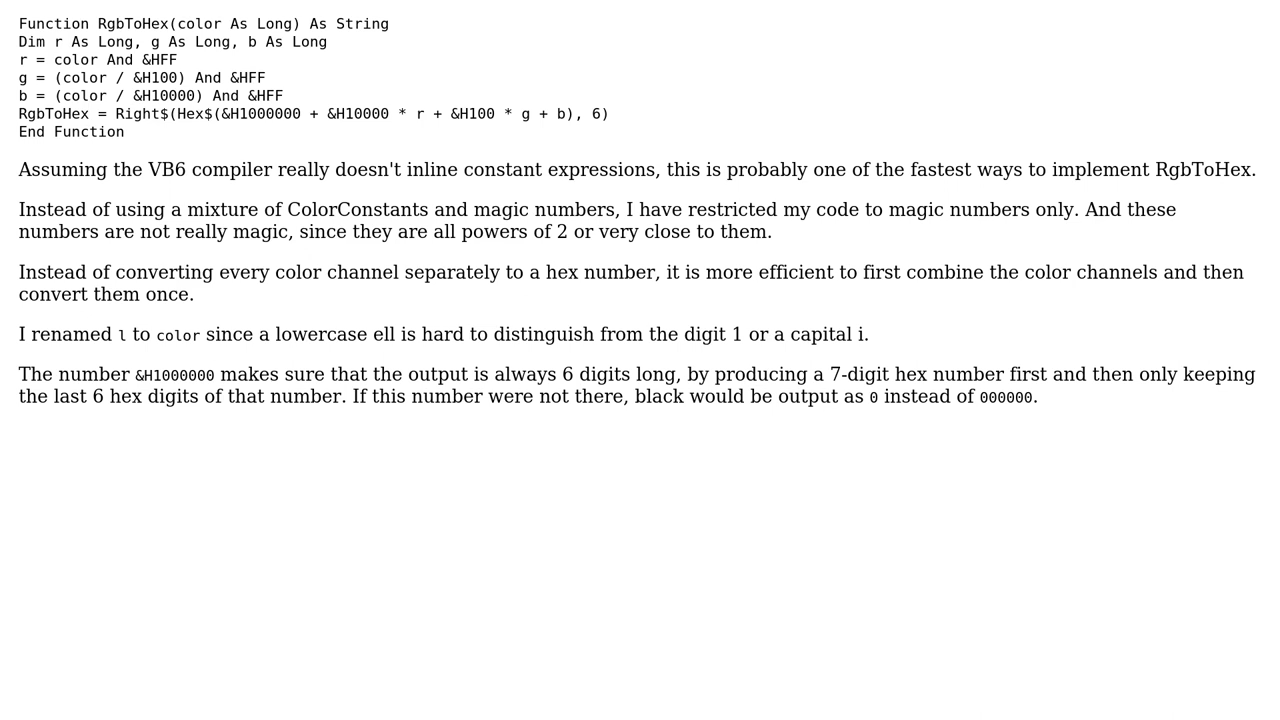 Function RgbToHex(color As Long) As String
Dim r As Long, g As Long, b As Long
r = color And &HFF
g = (color / &H100) And &HFF
b = (color / &H10000) And &HFF
RgbToHex = Right$(Hex$(&H1000000 + &H10000 * r + &H100 * g + b), 6)
End Function
Assuming the VB6 compiler really doesn't inline constant expressions, this is probably one of the fastest ways to implement RgbToHex.
Instead of using a mixture of ColorConstants and magic numbers, I have restricted my code to magic numbers only. And these
numbers are not really magic, since they are all powers of 2 or very close to them.
Instead of converting every color channel separately to a hex number, it is more efficient to first combine the color channels and then
convert them once.
I renamed l to color since a lowercase ell is hard to distinguish from the digit 1 or a capital i.
The number &H1000000 makes sure that the output is always 6 digits long, by producing a 7-digit hex number first and then only keeping
the last 6 hex digits of that number. If this number were not there, black would be output as 0 instead of 000000.